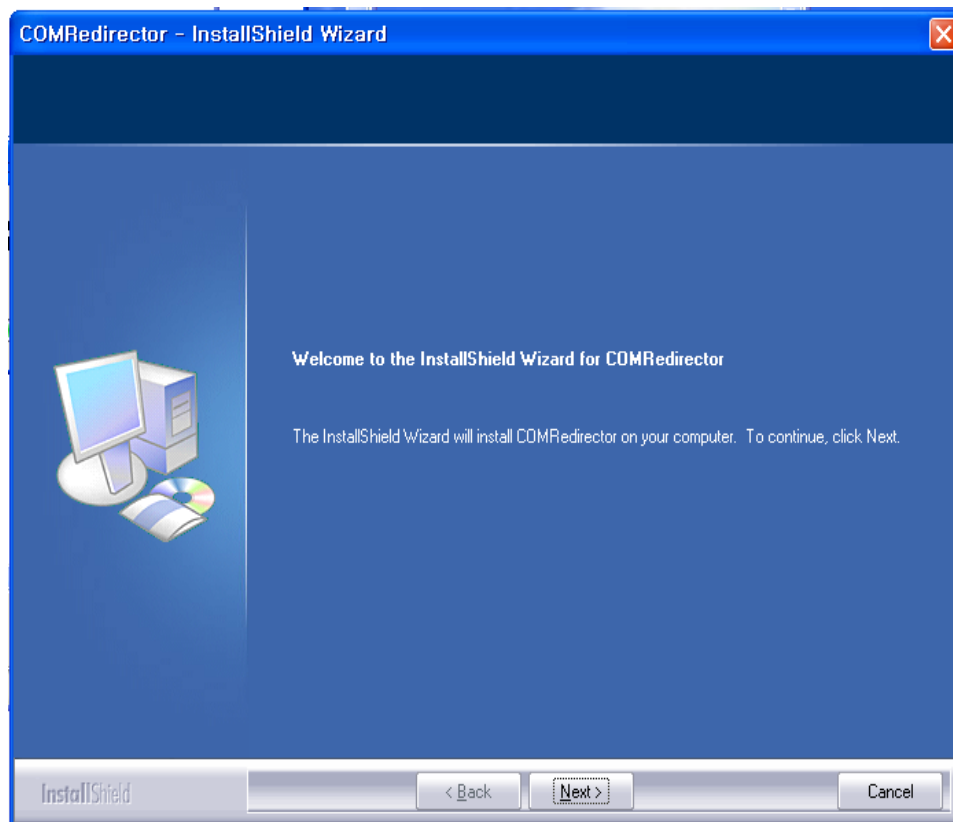 COMRedirector - InstallShield Wizard
Welcome to the InstallShield Wizard for COMRedirector
The InstallShield Wizard will install COMRedirector on your computer. To continue, click Next.
InstallShield
< Back
Next >
Cancel